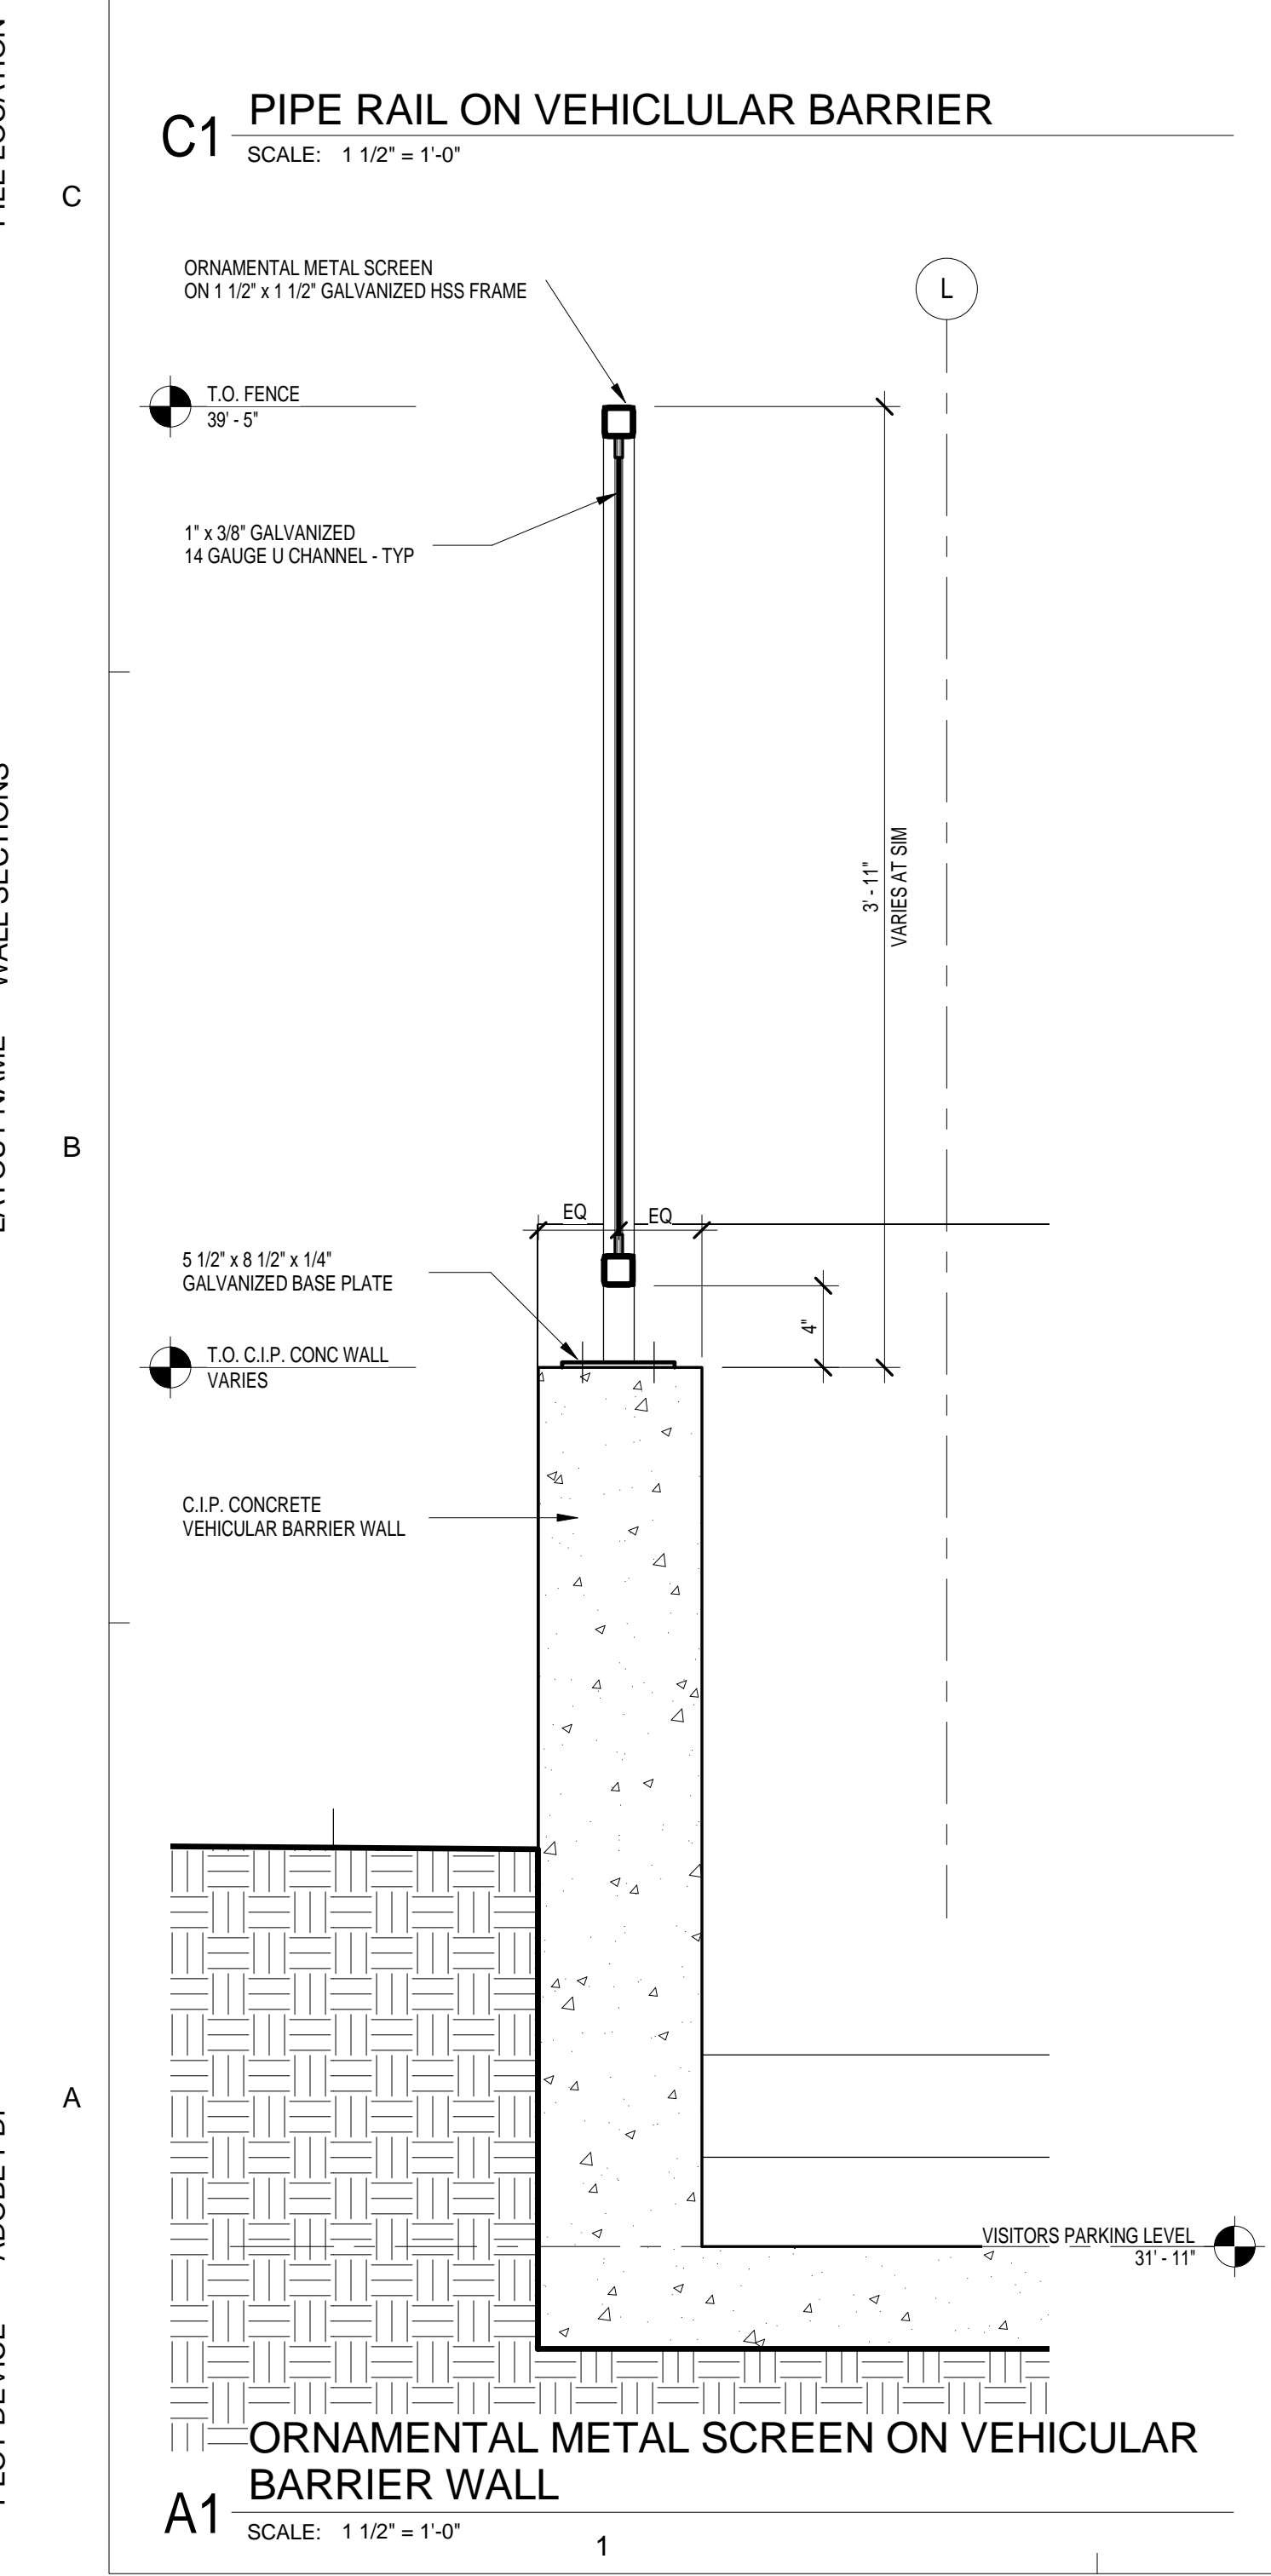 PIPE RAIL ON VEHICLULAR BARRIER
C1
SCALE: 1 1/2" = 1'-0"
C
ORNAMENTAL METAL SCREEN
ON 1 1/2" x 1 1/2" GALVANIZED HSS FRAME
L
T.O. FENCE
39' - 5"
1" x 3/8" GALVANIZED
14 GAUGE U CHANNEL - TYP
3' - 11"
VARIES AT SIM
WALL SECTIONS
B
EQ
EQ
5 1/2" x 8 1/2" x 1/4"
GALVANIZED BASE PLATE
4"
T.O. C.I.P. CONC WALL
VARIES
C.I.P. CONCRETE
VEHICULAR BARRIER WALL
A
VISITORS PARKING LEVEL
31' - 11"
ORNAMENTAL METAL SCREEN ON VEHICULAR
BARRIER WALL
A1
SCALE: 1 1/2" = 1'-0"
1